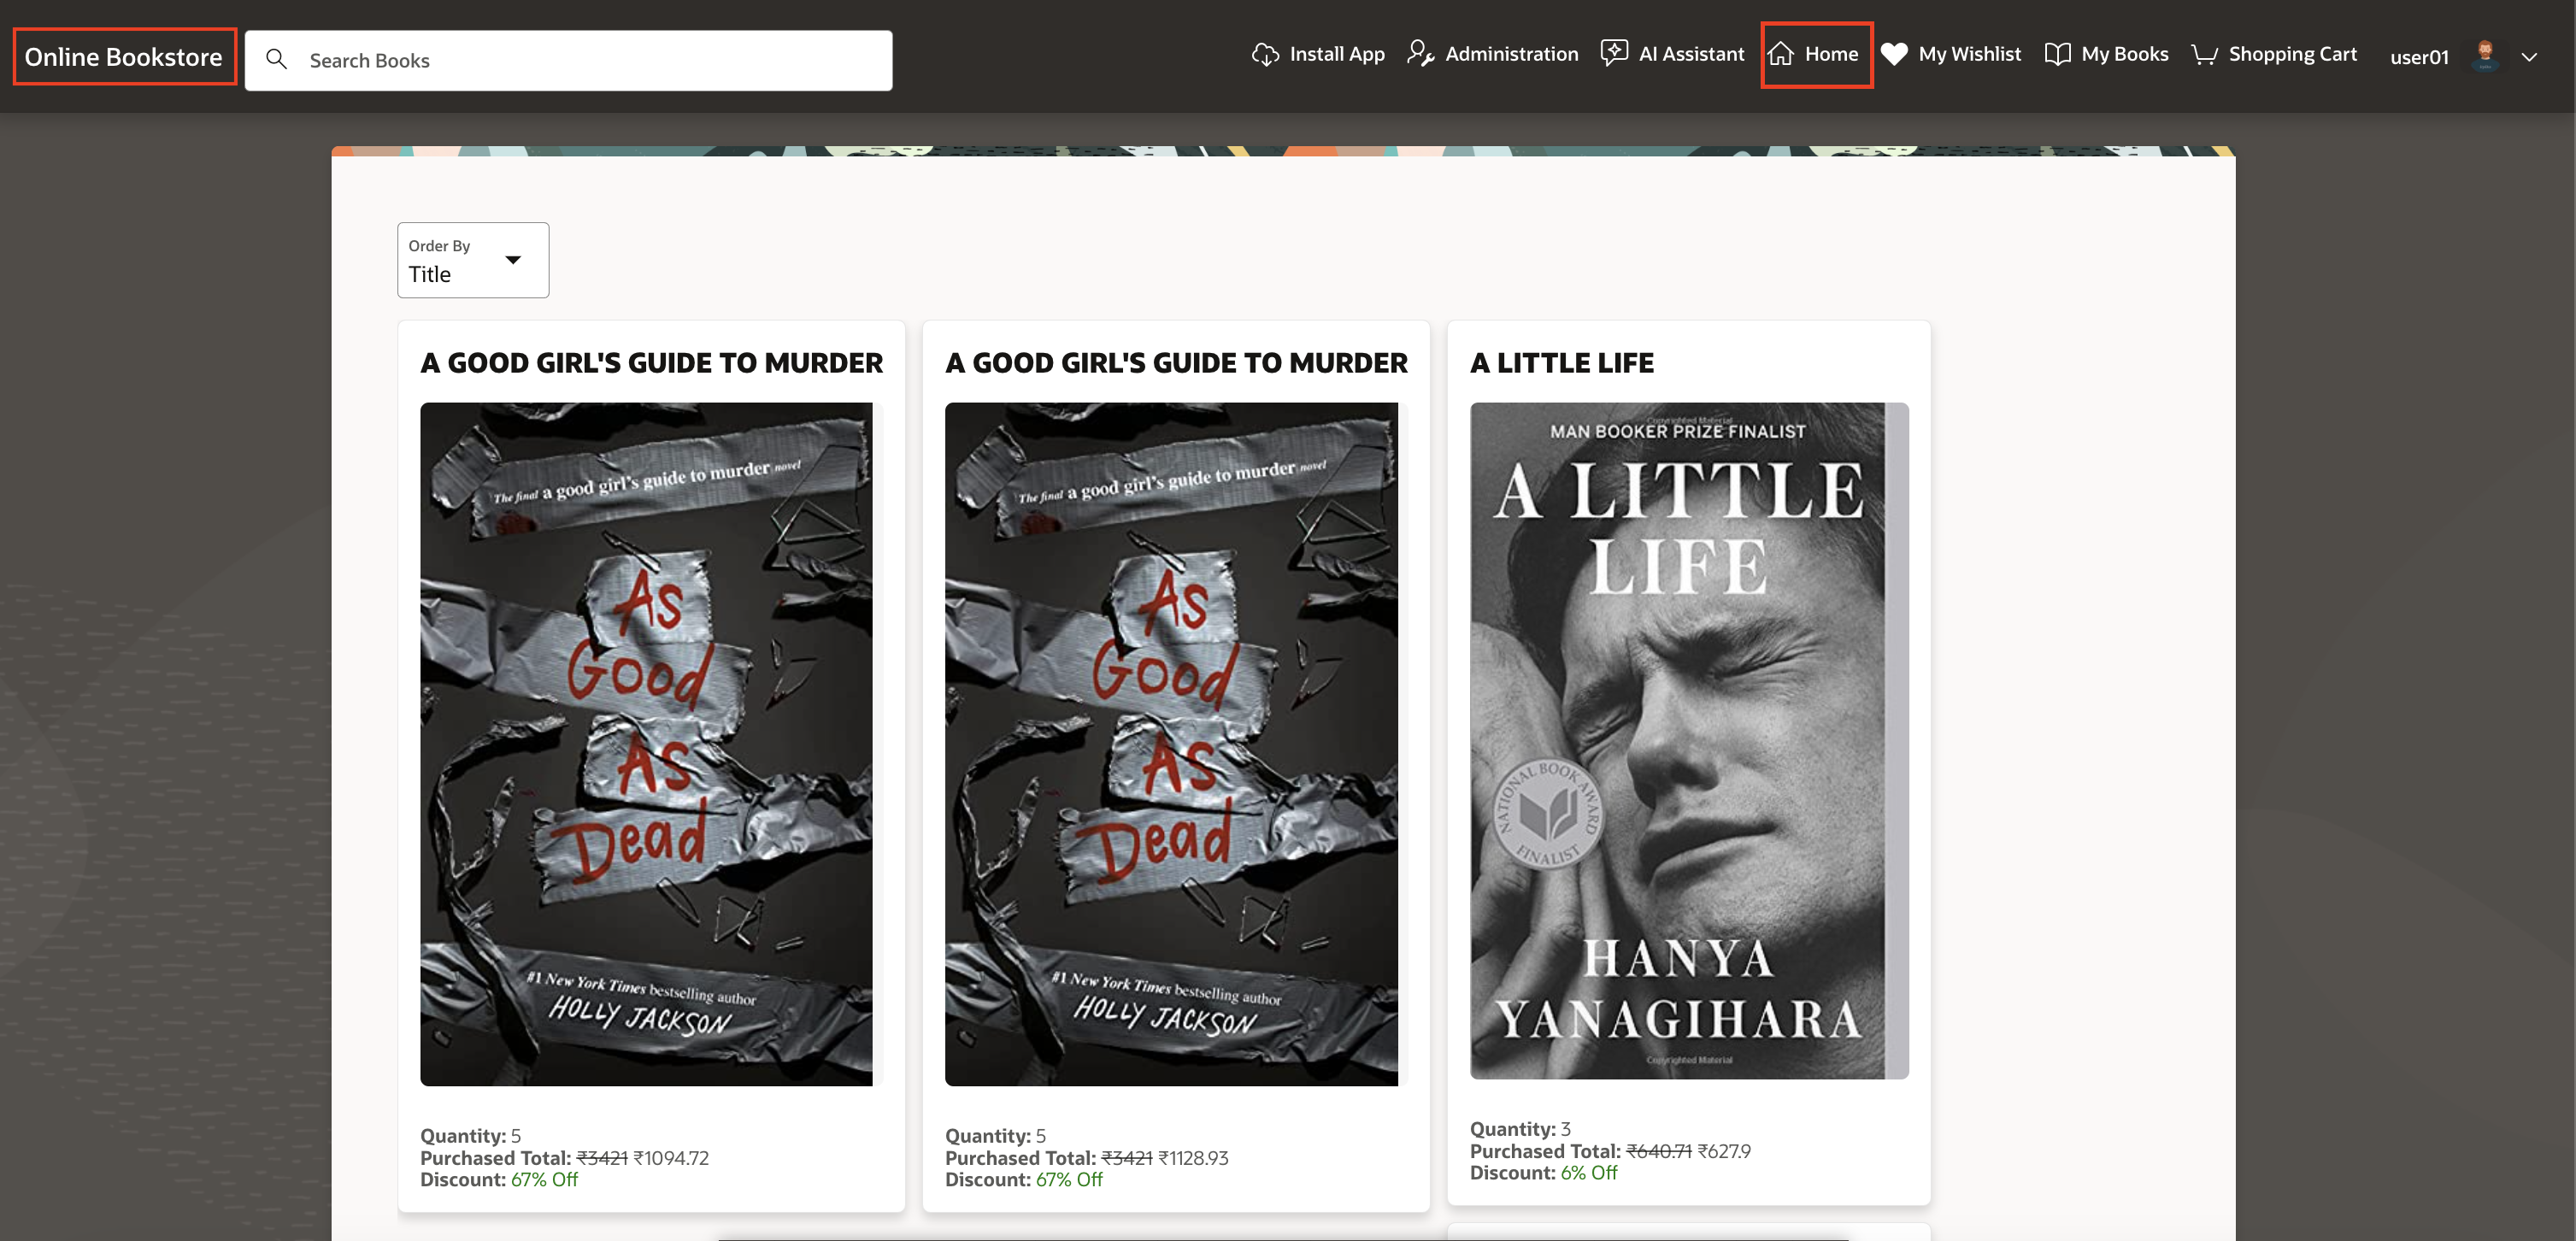 Online Bookstore
Search Books
Install App
Administration
AI Assistant
Home
My Wishlist
My Books
Shopping Cart
user01
Order By
Title
A GOOD GIRL'S GUIDE TO MURDER
The final a good girl's guide to murder novel
As
Good
As
Dead
#1 New York Times bestselling author
HOLLY JACKSON
Quantity: 5
Purchased Total: ₹3421 ₹1094.72
Discount: 67% Off
A GOOD GIRL'S GUIDE TO MURDER
The final a good girl's guide to murder novel
As
Good
As
Dead
#1 New York Times bestselling author
HOLLY JACKSON
Quantity: 5
Purchased Total: ₹3421 ₹1128.93
Discount: 67% Off
A LITTLE LIFE
Copyrighted Material
MAN BOOKER PRIZE FINALIST
A LITTLE
LIFE
NATIONAL BOOK AWARD
FINALIST
HANYA
YANAGIHARA
Copyrighted Material
Quantity: 3
Purchased Total: ₹640.71 ₹627.9
Discount: 6% Off